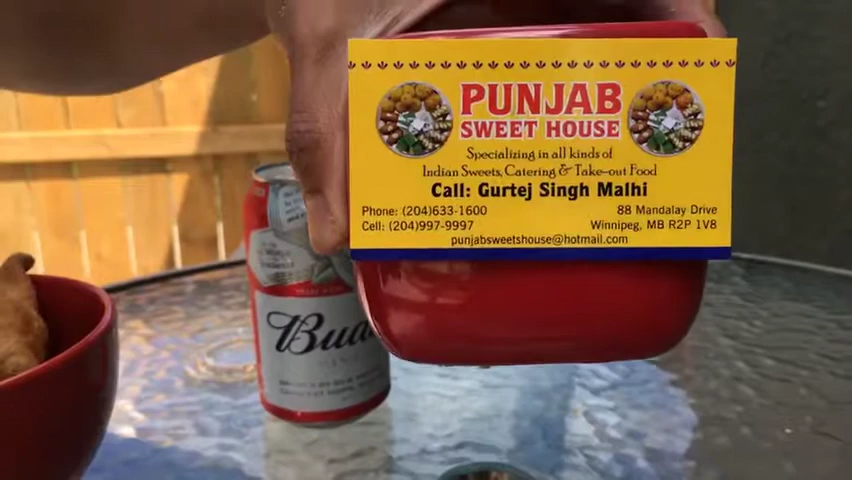 PUNJAB
SWEET HOUSE
Specializing in all kinds of
Indian Sweets, Catering & Take-out Food
Call: Gurtej Singh Malhi
Phone: (204)633-1600
Cell: (204)997-9997
88 Mandalay Drive
Winnipeg, MB R2P 1V8
punjabsweetshouse@hotmail.com